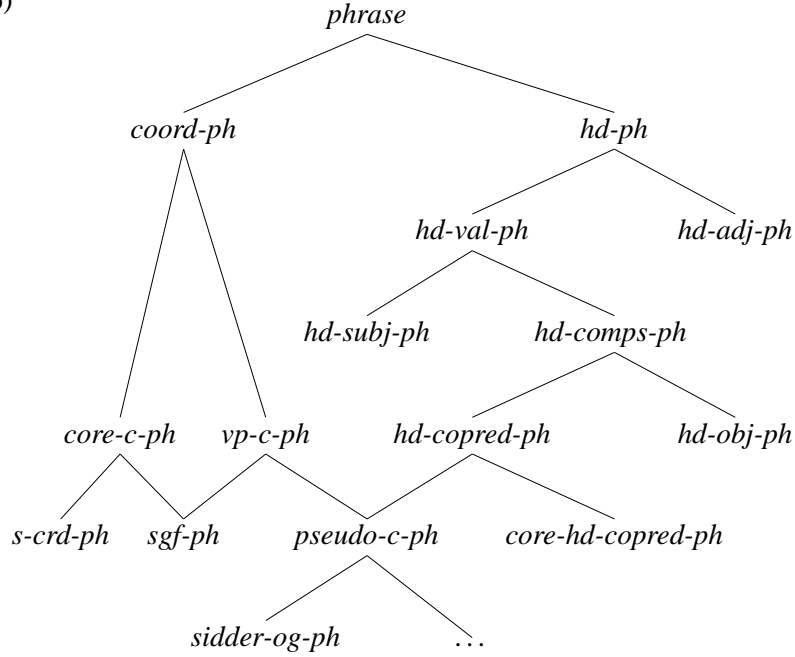 phrase
coord-ph hd-ph
hd-val-ph hd-adj-ph
hd-subj-ph hd-comps-ph
core-c-ph vp-c-ph hd-copred-ph hd-obj-ph
s-crd-ph sgf-ph pseudo-c-ph core-hd-copred-ph
sidder-og-ph ...